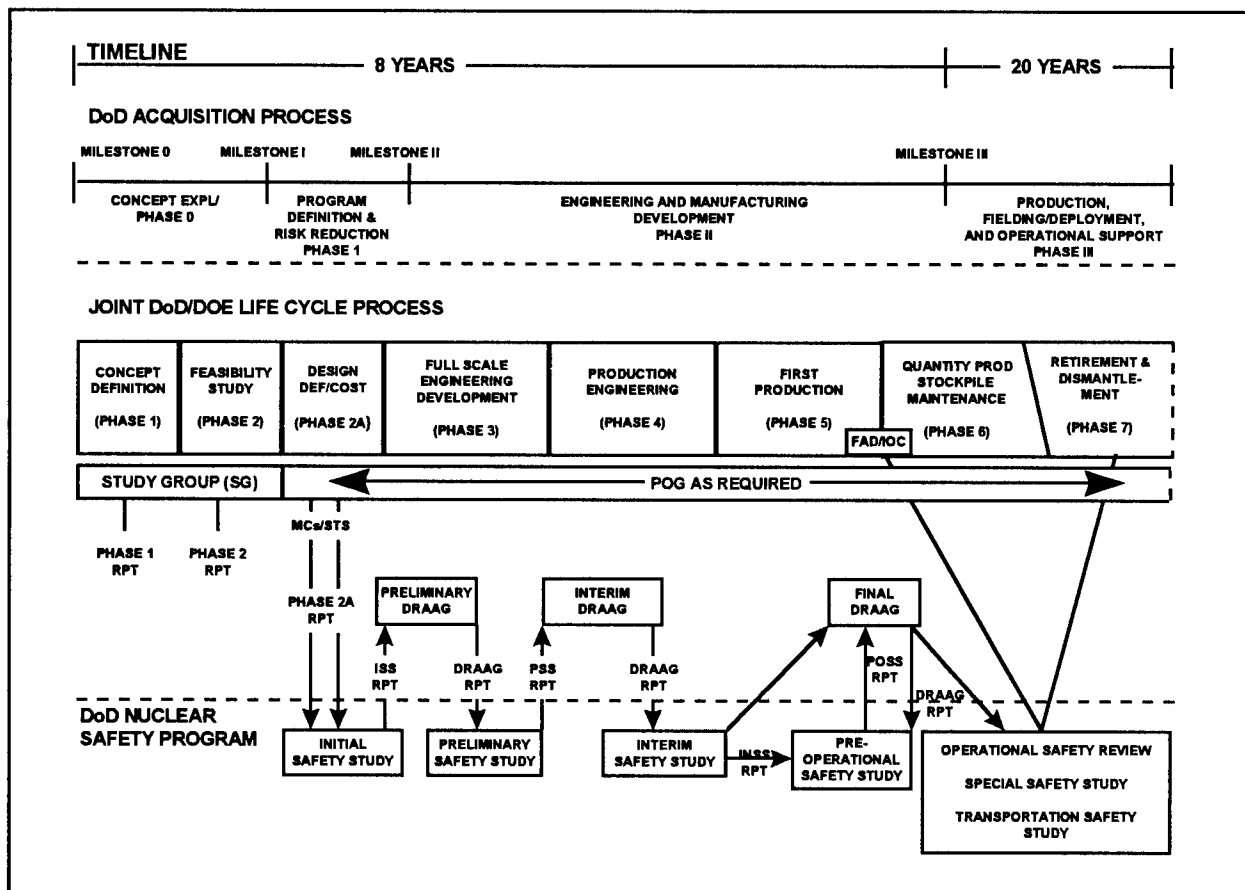 TIMELINE
8 YEARS
20 YEARS
DoD ACQUISITION PROCESS
MILESTONE 0
MILESTONE I
MILESTONE II
MILESTONE III
CONCEPT EXPL/
PHASE 0
PROGRAM
DEFINITION &
RISK REDUCTION
PHASE 1
ENGINEERING AND MANUFACTURING
DEVELOPMENT
PHASE II
PRODUCTION,
FIELDING/DEPLOYMENT,
AND OPERATIONAL SUPPORT
PHASE III
JOINT DoD/DOE LIFE CYCLE PROCESS
CONCEPT
DEFINITION
(PHASE 1)
FEASIBILITY
STUDY
(PHASE 2)
DESIGN
DEF/COST
(PHASE 2A)
FULL SCALE
ENGINEERING
DEVELOPMENT
(PHASE 3)
PRODUCTION
ENGINEERING
(PHASE 4)
FIRST
PRODUCTION
(PHASE 5)
FAD/IOC
QUANTITY PROD
STOCKPILE
MAINTENANCE
(PHASE 6)
RETIREMENT &
DISMANTLE-
MENT
(PHASE 7)
STUDY GROUP (SG)
POG AS REQUIRED
PHASE 1
RPT
PHASE 2
RPT
MCs/STS
PHASE 2A
RPT
PRELIMINARY
DRAAG
INTERIM
DRAAG
FINAL
DRAAG
ISS
RPT
DRAAG
RPT
PSS
RPT
DRAAG
RPT
POSS
RPT
DRAAG
RPT
DoD NUCLEAR
SAFETY PROGRAM
INITIAL
SAFETY STUDY
PRELIMINARY
SAFETY STUDY
INTERIM
SAFETY STUDY
INSS
RPT
PRE-
OPERATIONAL
SAFETY STUDY
OPERATIONAL SAFETY REVIEW
SPECIAL SAFETY STUDY
TRANSPORTATION SAFETY
STUDY